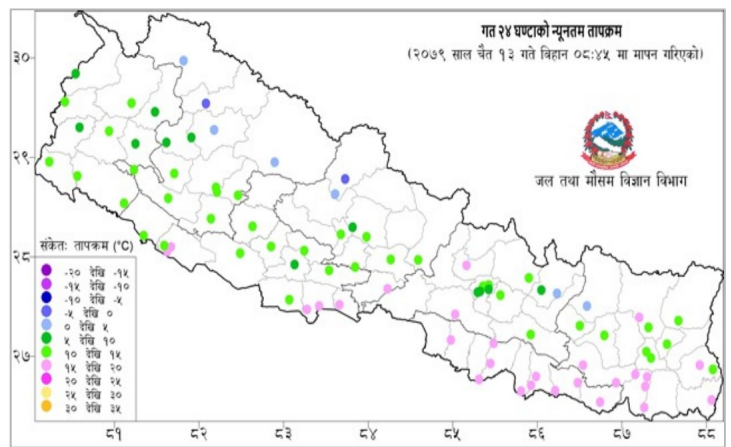 गत २४ घण्टाको न्यूनतम तापक्रम
(२०७९ साल चैत १३ गते बिहान ०८:४५ मा मापन गरिएको)
जल तथा मौसम विज्ञान विभाग
३०
२९
२८
२७
संकेतः तापक्रम (°C)
-२० देखि -१५
-१५ देखि -१०
-१० देखि -५
-५ देखि ०
० देखि ५
५ देखि १०
१० देखि १५
१५ देखि २०
२० देखि २५
२५ देखि ३०
३० देखि ३५
८१ ८२ ८३ ८४ ८५ ८६ ८७ ८८